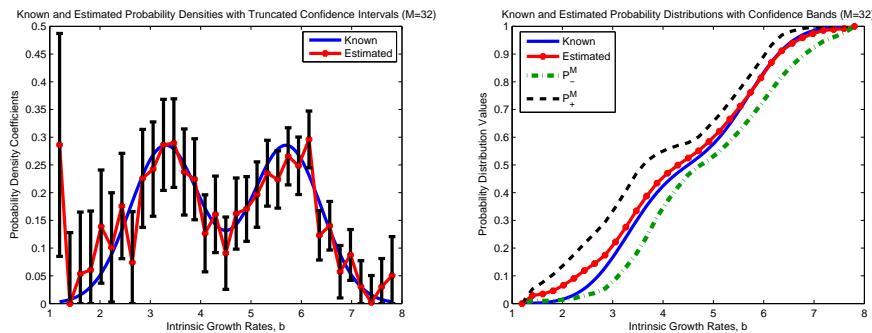 Known and Estimated Probability Densities with Truncated Confidence Intervals (M=32)
Known
Estimated
Probability Density Coefficients
0.5
0.45
0.4
0.35
0.3
0.25
0.2
0.15
0.1
0.05
0
1 2 3 4 5 6 7 8
Intrinsic Growth Rates, b
Known and Estimated Probability Distributions with Confidence Bands (M=32)
Known
Estimated
P_-^M
P_+^M
Probability Distribution Values
1
0.9
0.8
0.7
0.6
0.5
0.4
0.3
0.2
0.1
0
1 2 3 4 5 6 7 8
Intrinsic Growth Rates, b